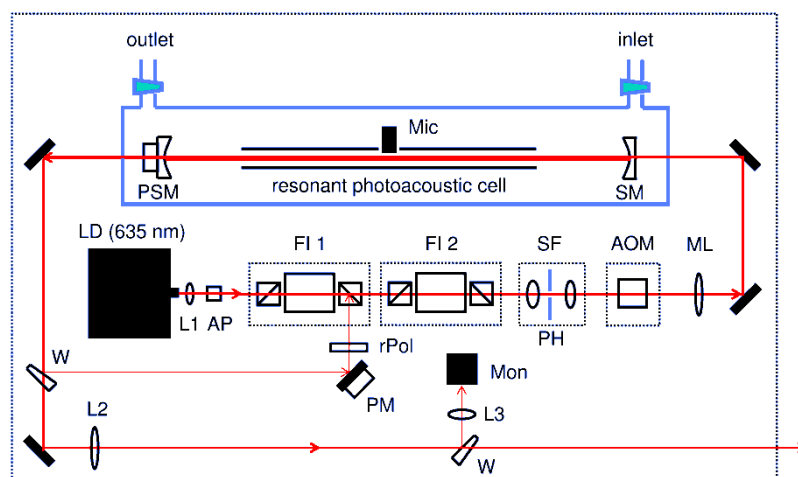 outlet
inlet
Mic
PSM
resonant photoacoustic cell
SM
LD (635 nm)
FI 1
FI 2
SF
AOM
ML
L1
AP
PH
rPol
W
PM
Mon
L2
L3
W